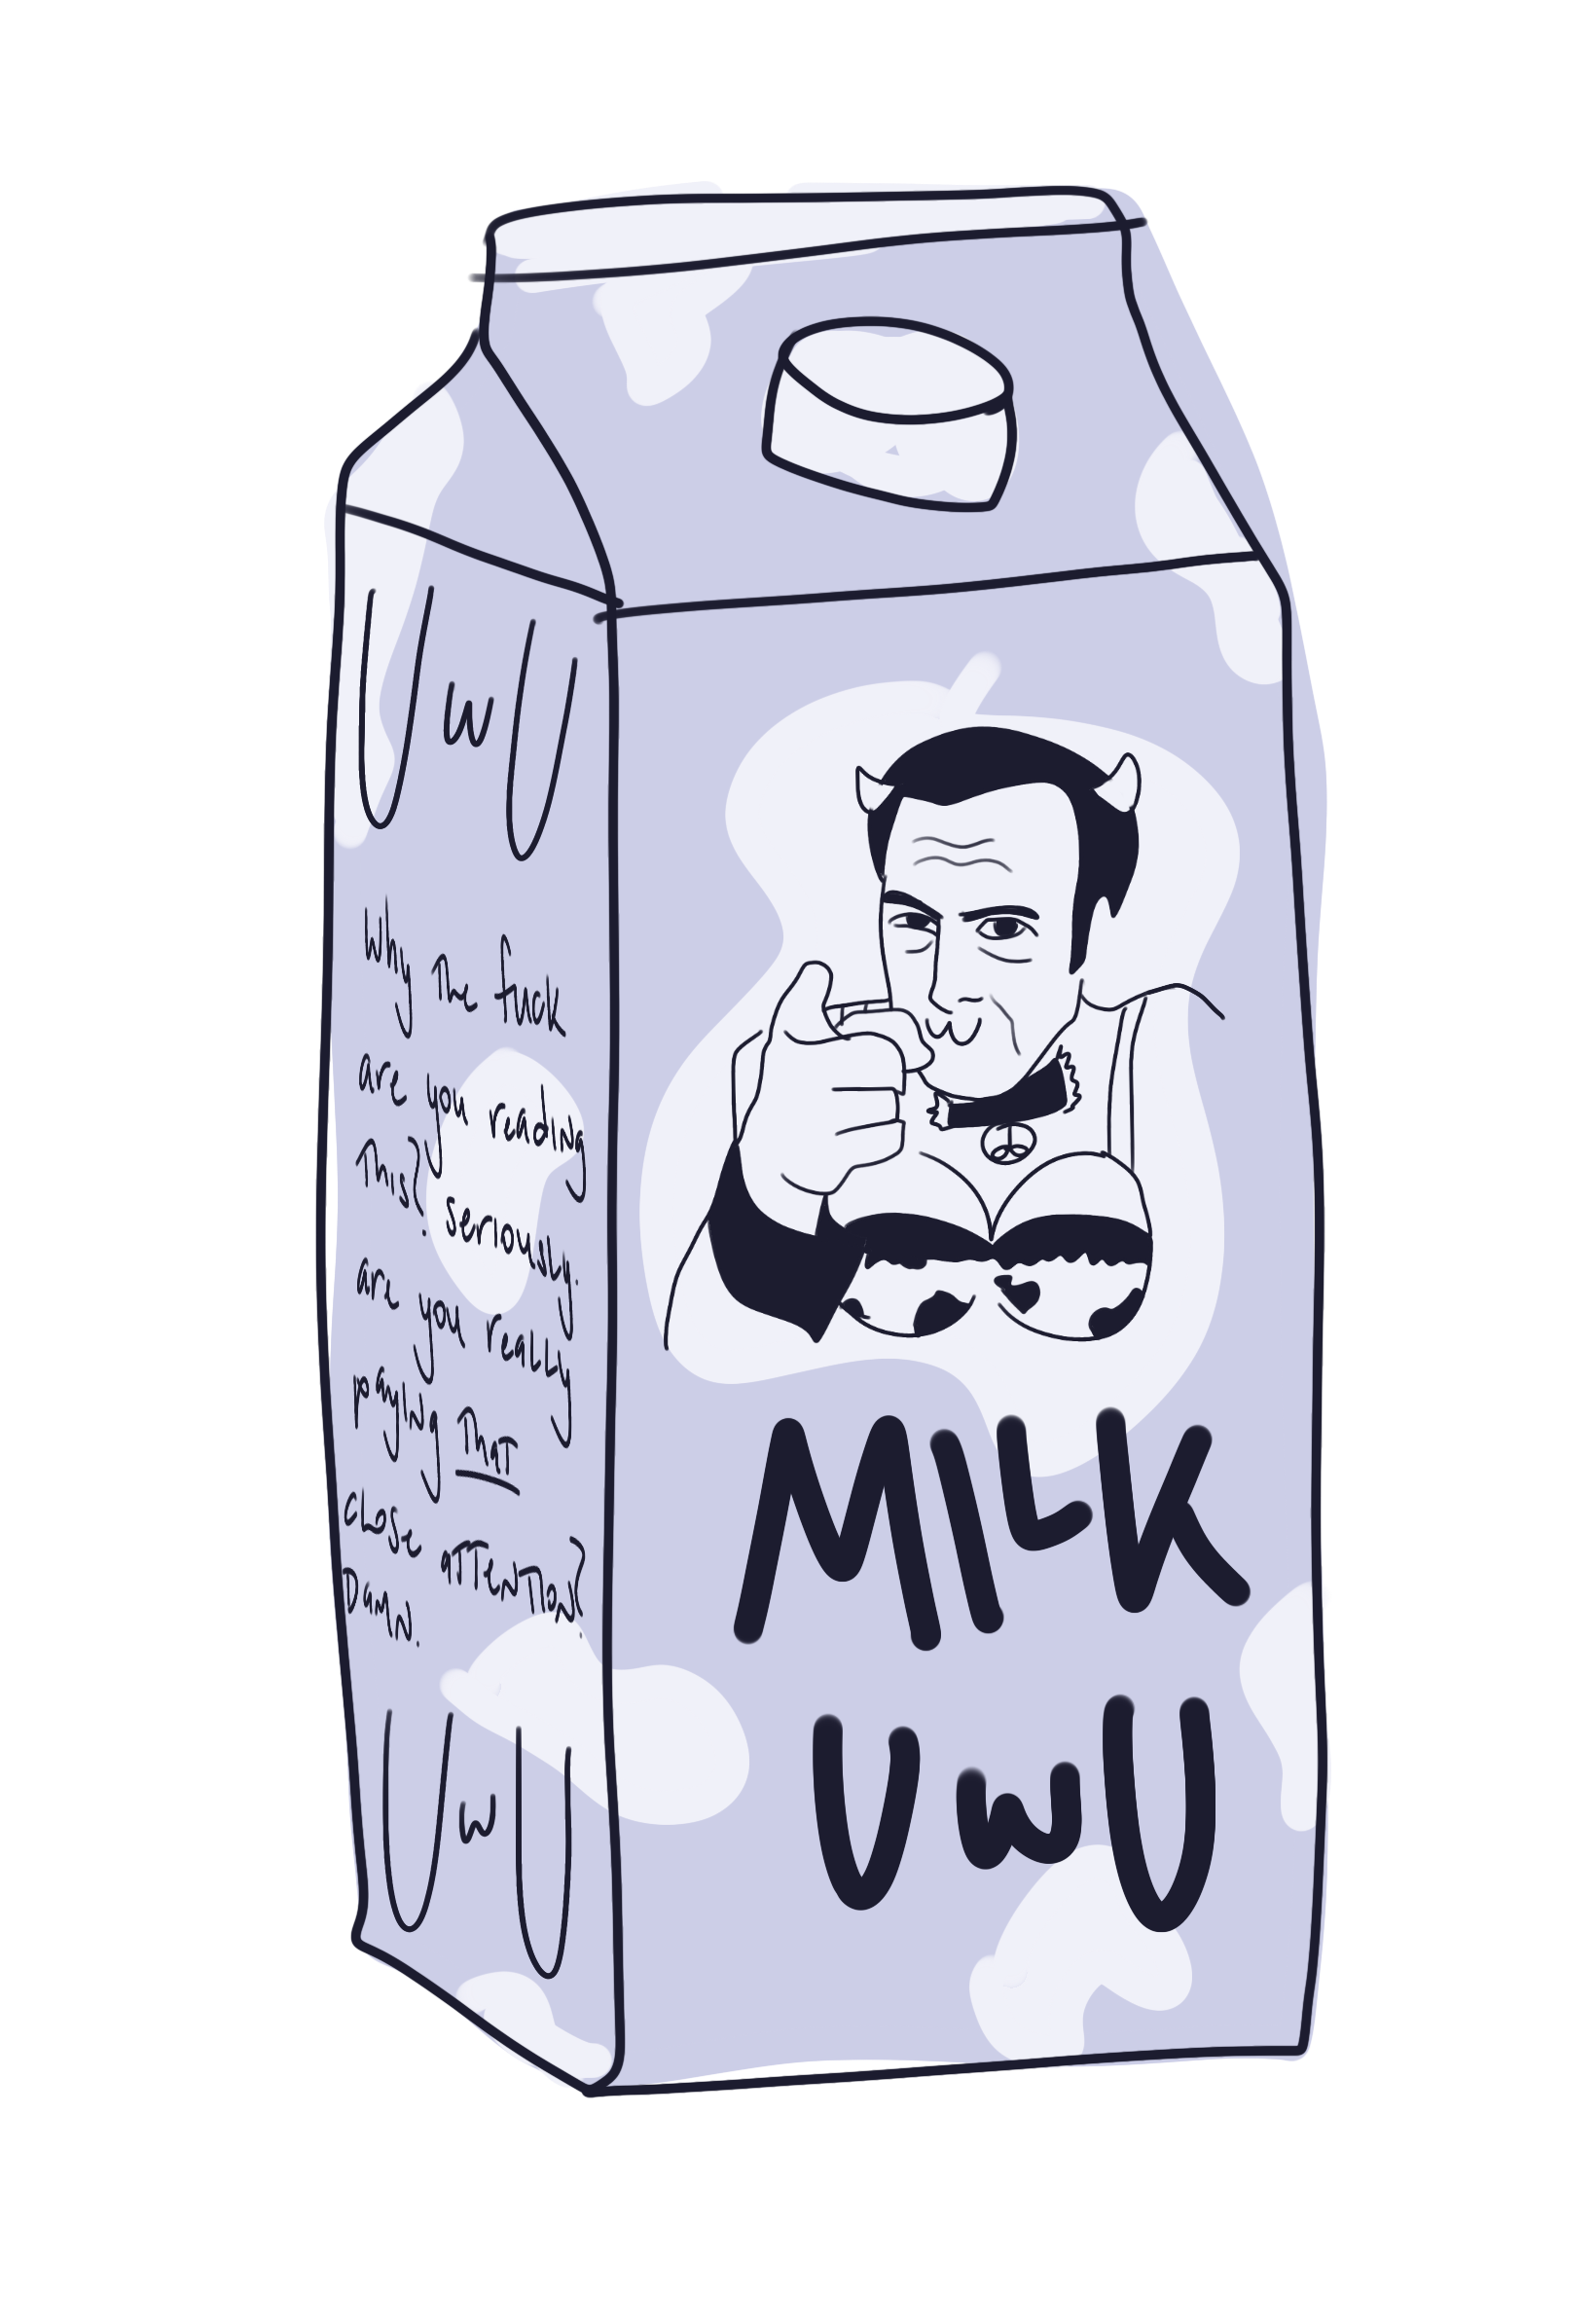 UwU
Why the fuck
are you reading
this? Seriously,
are you really
paying that
close attention?
Damn.
UwU
MILK
UwU